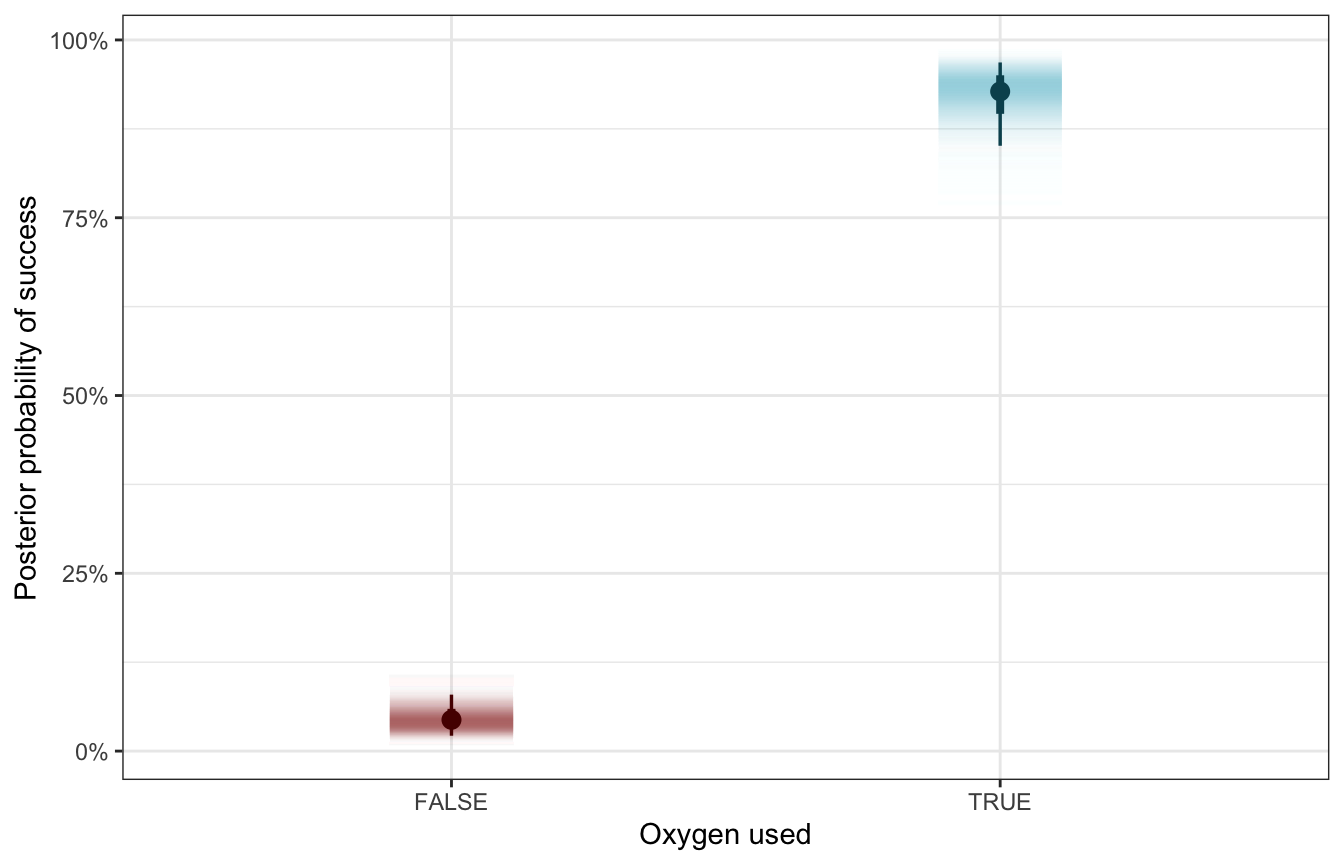 Posterior probability of success
100%
75%
50%
25%
0%
FALSE
TRUE
Oxygen used